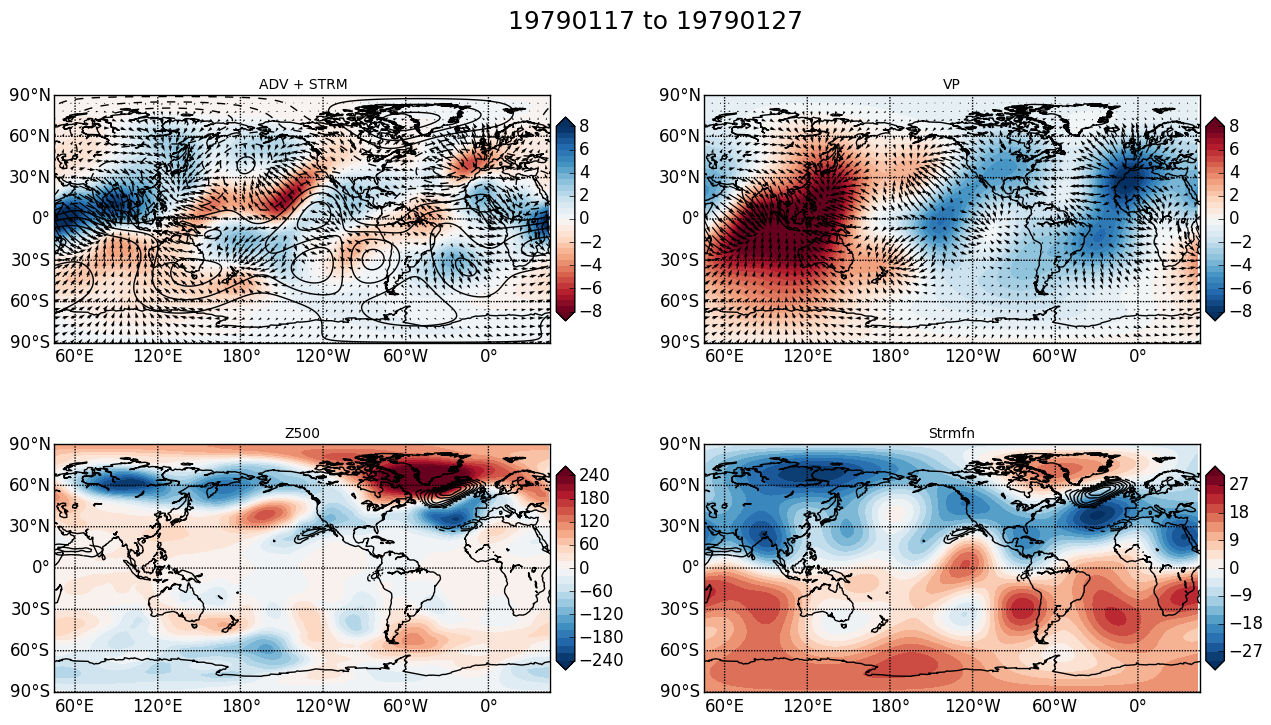 19790117 to 19790127
ADV + STRM
90°N
60°N
30°N
0°
30°S
60°S
90°S
60°E 120°E 180° 120°W 60°W 0°
8
6
4
2
0
−2
−4
−6
−8
VP
90°N
60°N
30°N
0°
30°S
60°S
90°S
60°E 120°E 180° 120°W 60°W 0°
8
6
4
2
0
−2
−4
−6
−8
Z500
90°N
60°N
30°N
0°
30°S
60°S
90°S
60°E 120°E 180° 120°W 60°W 0°
240
180
120
60
0
−60
−120
−180
−240
Strmfn
90°N
60°N
30°N
0°
30°S
60°S
90°S
60°E 120°E 180° 120°W 60°W 0°
27
18
9
0
−9
−18
−27